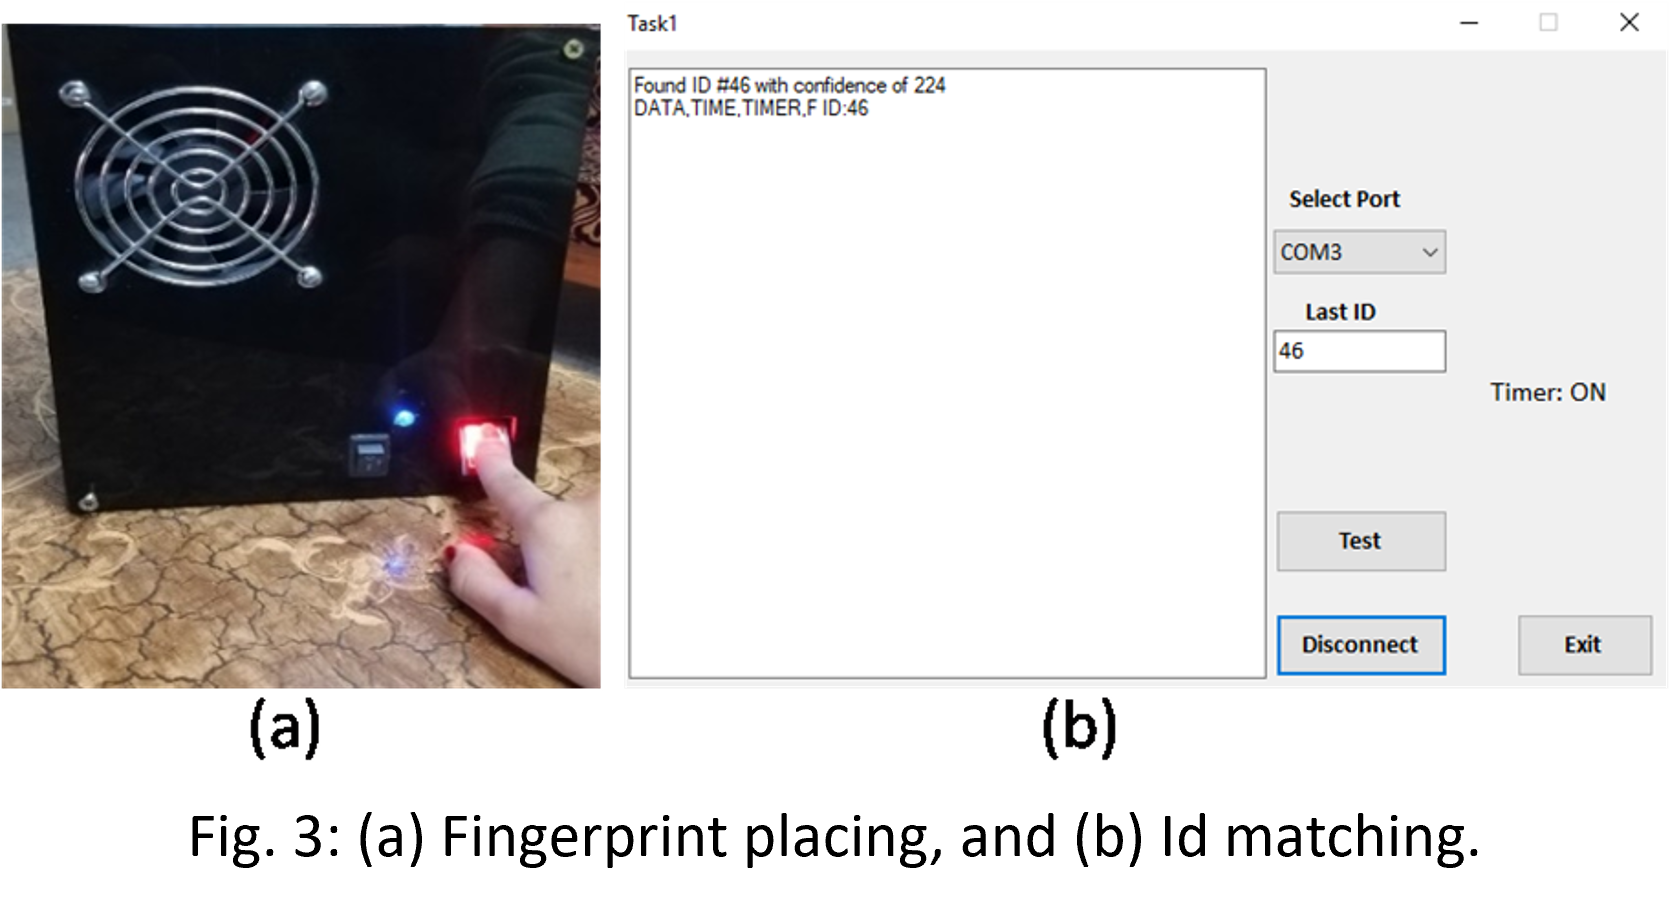 Task1
Found ID #46 with confidence of 224
DATA,TIME,TIMER,F ID:46
Select Port
COM3
Last ID
46
Timer: ON
Test
Disconnect
Exit
(a)
(b)
Fig. 3: (a) Fingerprint placing, and (b) Id matching.